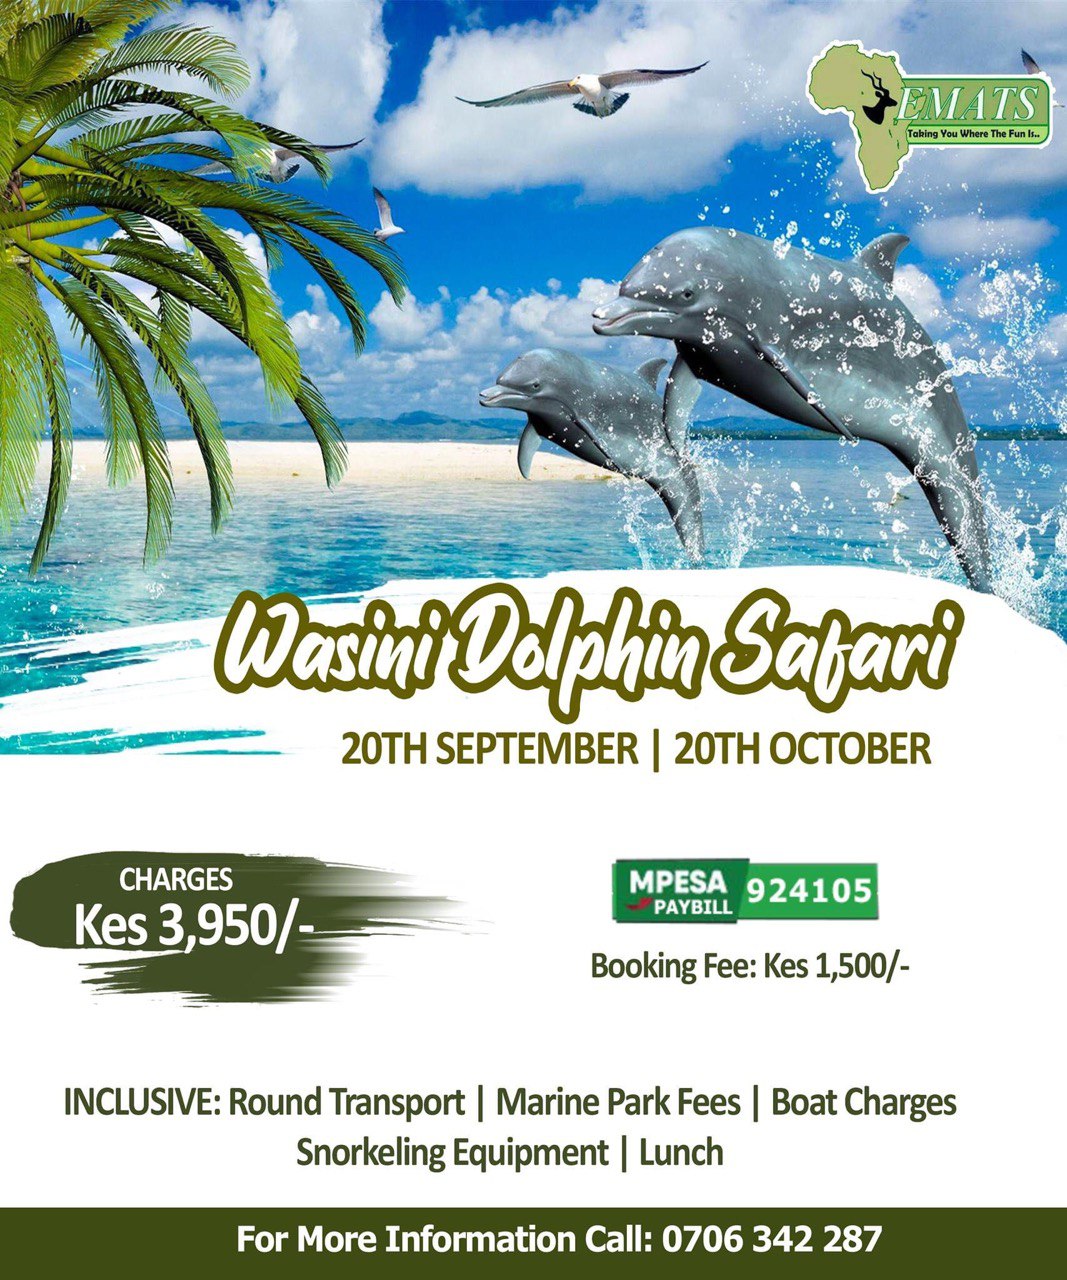 EMATS
Taking You Where The Fun Is..
Wasini Dolphin Safari
20TH SEPTEMBER | 20TH OCTOBER
CHARGES
Kes 3,950/-
MPESA
PAYBILL
924105
Booking Fee: Kes 1,500/-
INCLUSIVE: Round Transport | Marine Park Fees | Boat Charges
Snorkeling Equipment | Lunch
For More Information Call: 0706 342 287